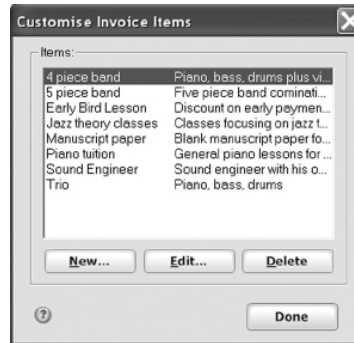 Customise Invoice Items
Items:
4 piece band Piano, bass, drums plus vi...
5 piece band Five piece band cominati...
Early Bird Lesson Discount on early paymen...
Jazz theory classes Classes focusing on jazz t...
Manuscript paper Blank manuscript paper fo...
Piano tuition General piano lessons for ...
Sound Engineer Sound engineer with his o...
Trio Piano, bass, drums
New... Edit... Delete
? Done